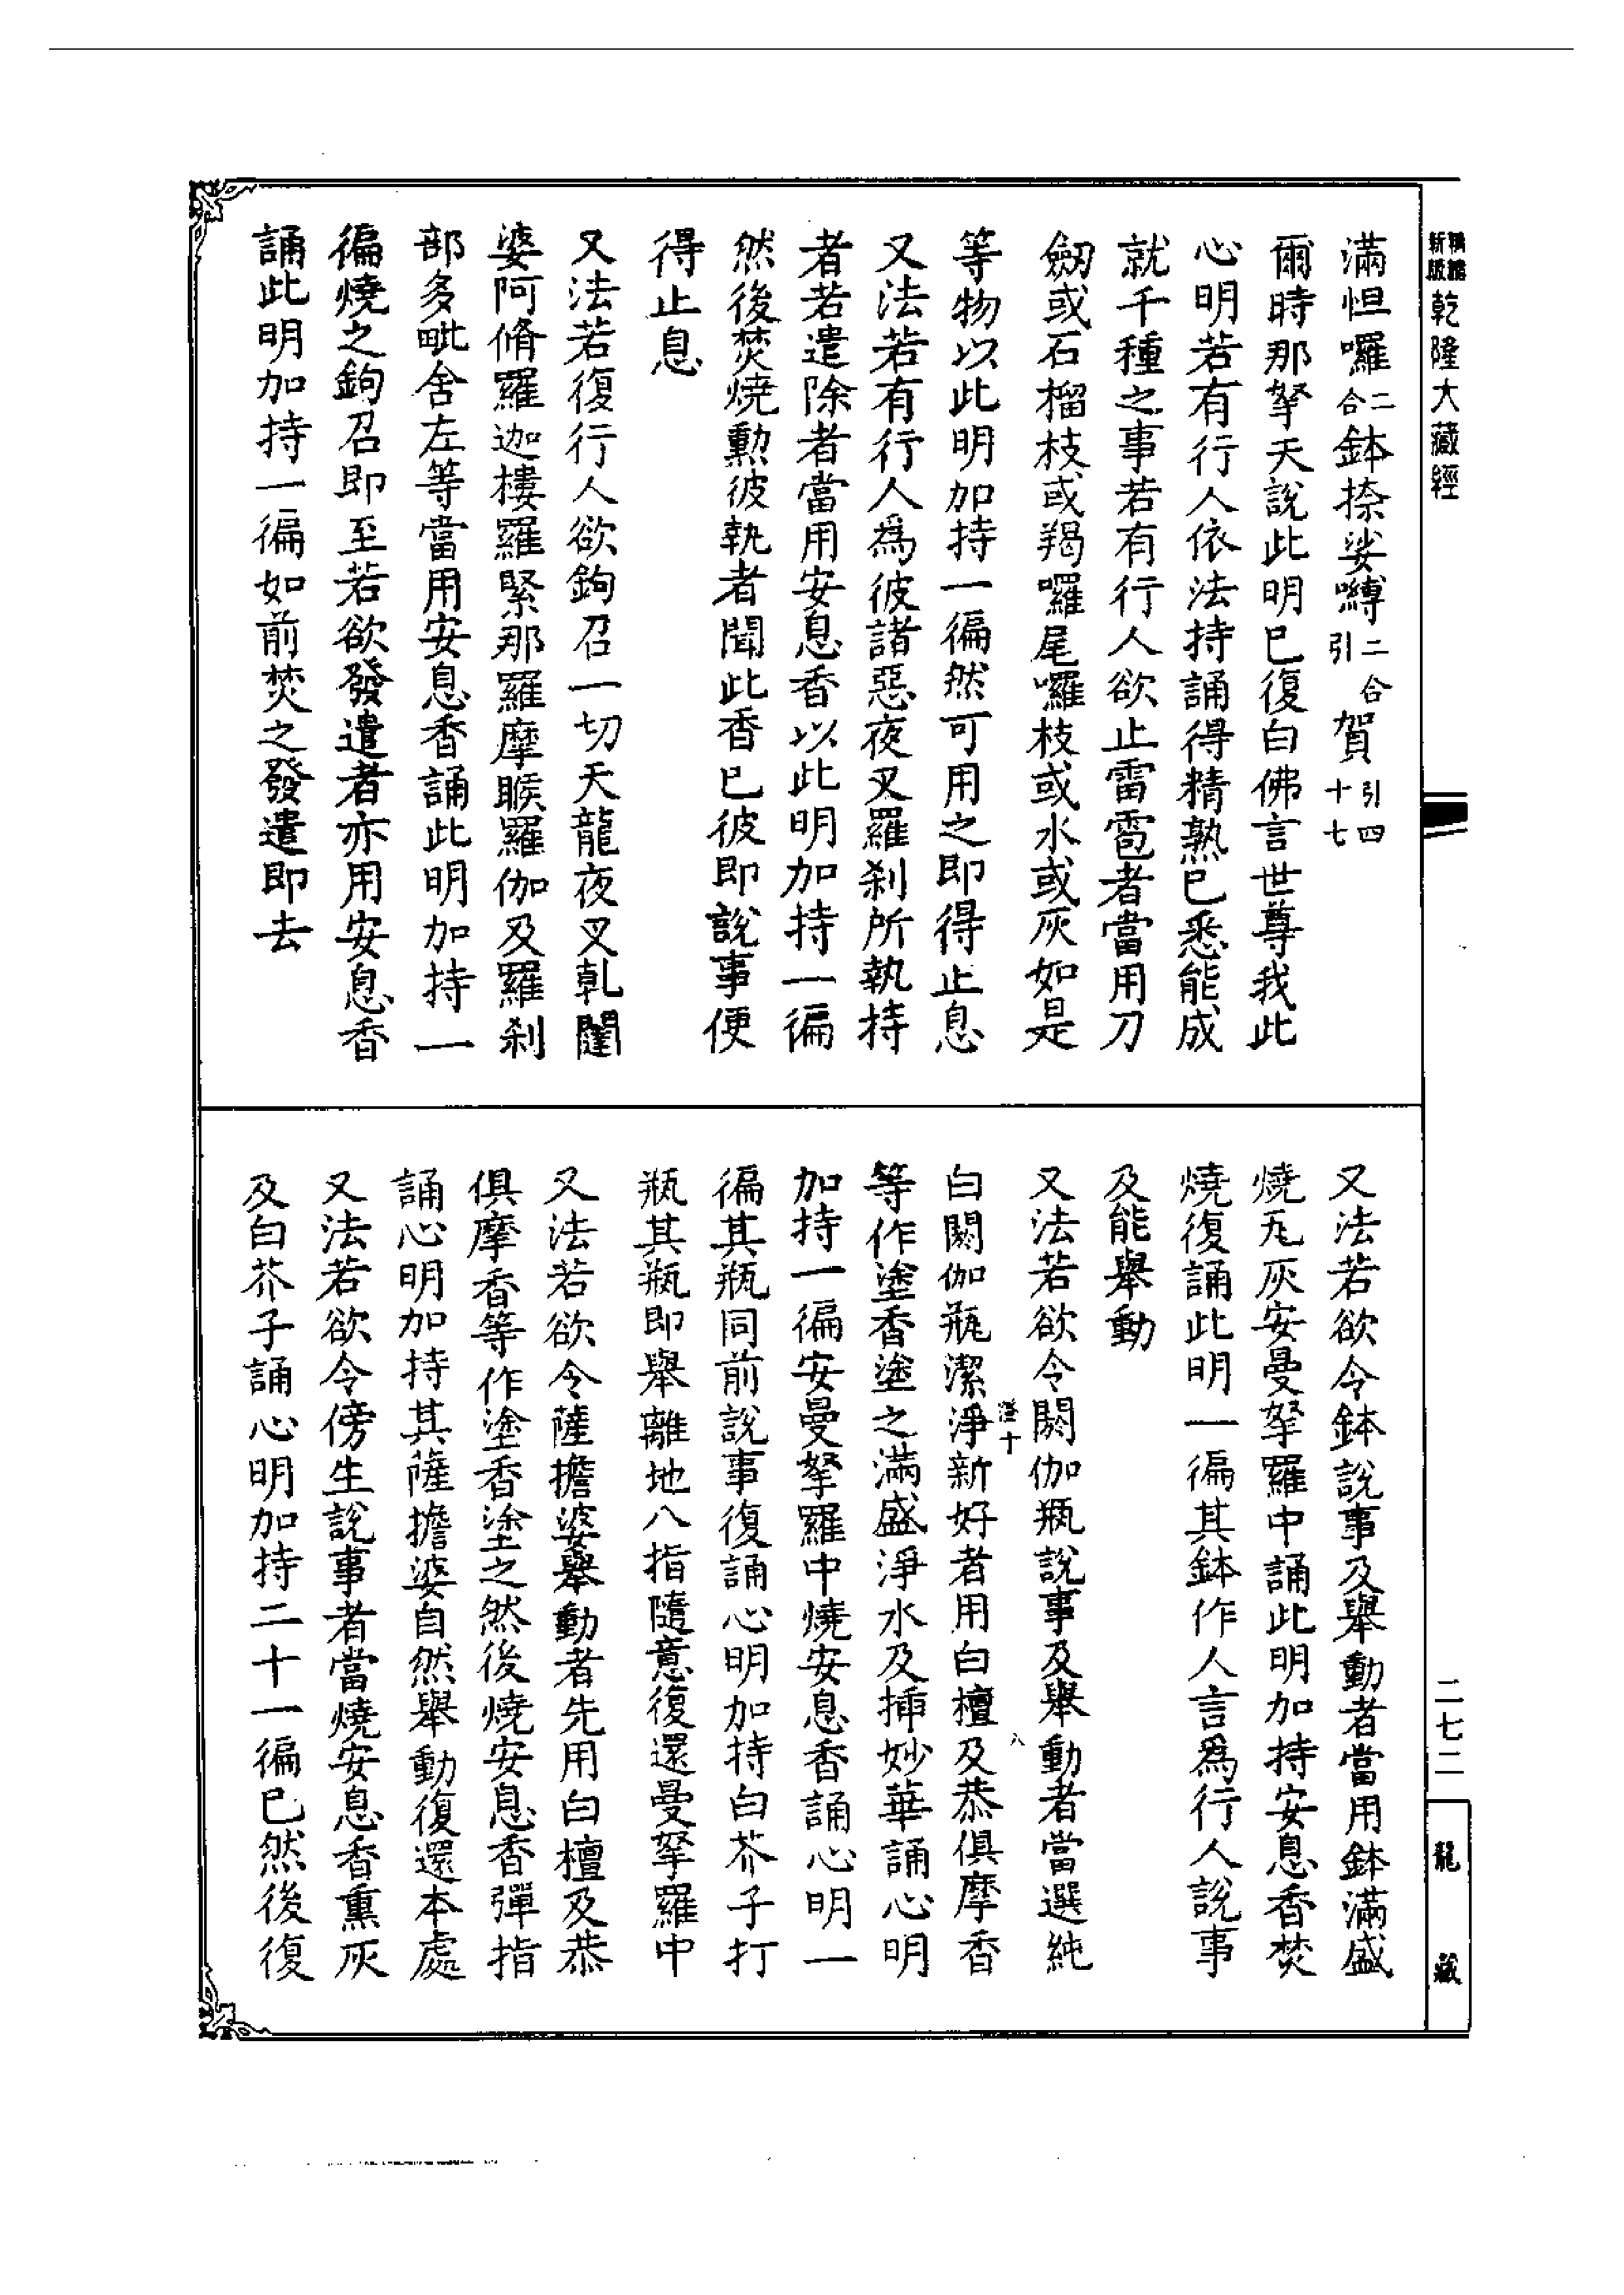 精縮新版乾隆大藏經
滿怛囉二合鉢捺娑嚩二合引賀引四十七
爾時那拏天說此明已復白佛言世尊我此
心明若有行人依法持誦得精熟已悉能成
就千種之事若有行人欲止雷雹者當用刀
劒或石榴枝或羯囉尾囉枝或水或灰如是
等物以此明加持一徧然可用之即得止息
又法若有行人為彼諸惡夜叉羅刹所執持
者若遣除者當用安息香以此明加持一徧
然後焚燒勳彼執者聞此香已彼即說事便
得止息
又法若復行人欲鉤召一切天龍夜叉乹闥
婆阿脩羅迦樓羅緊那羅摩睺羅伽及羅刹
部多毗舍左等當用安息香誦此明加持一
徧燒之鉤召即至若欲發遣者亦用安息香
誦此明加持一徧如前焚之發遣即去
又法若欲令鉢說事及舉動者當用鉢滿盛
燒灰安曼拏羅中誦此明加持安息香焚
燒復誦此明一徧其鉢作人言為行人說事
及能舉動
又法若欲令閼伽瓶說事及舉動者當選純
澄十 八
白閼伽瓶潔淨新好者用白檀及恭俱摩香
等作塗香塗之滿盛淨水及揷妙華誦心明
加持一徧安曼拏羅中燒安息香誦心明一
徧其瓶同前說事復誦心明加持白芥子打
瓶其瓶即舉離地八指隨意復還曼拏羅中
又法若欲令薩擔婆舉動者先用白檀及恭
俱摩香等作塗香塗之然後燒安息香彈指
誦心明加持其薩擔婆自然舉動復還本處
又法若欲令傍生說事者當燒安息香熏灰
及白芥子誦心明加持二十一徧已然後復
二七二
龍藏